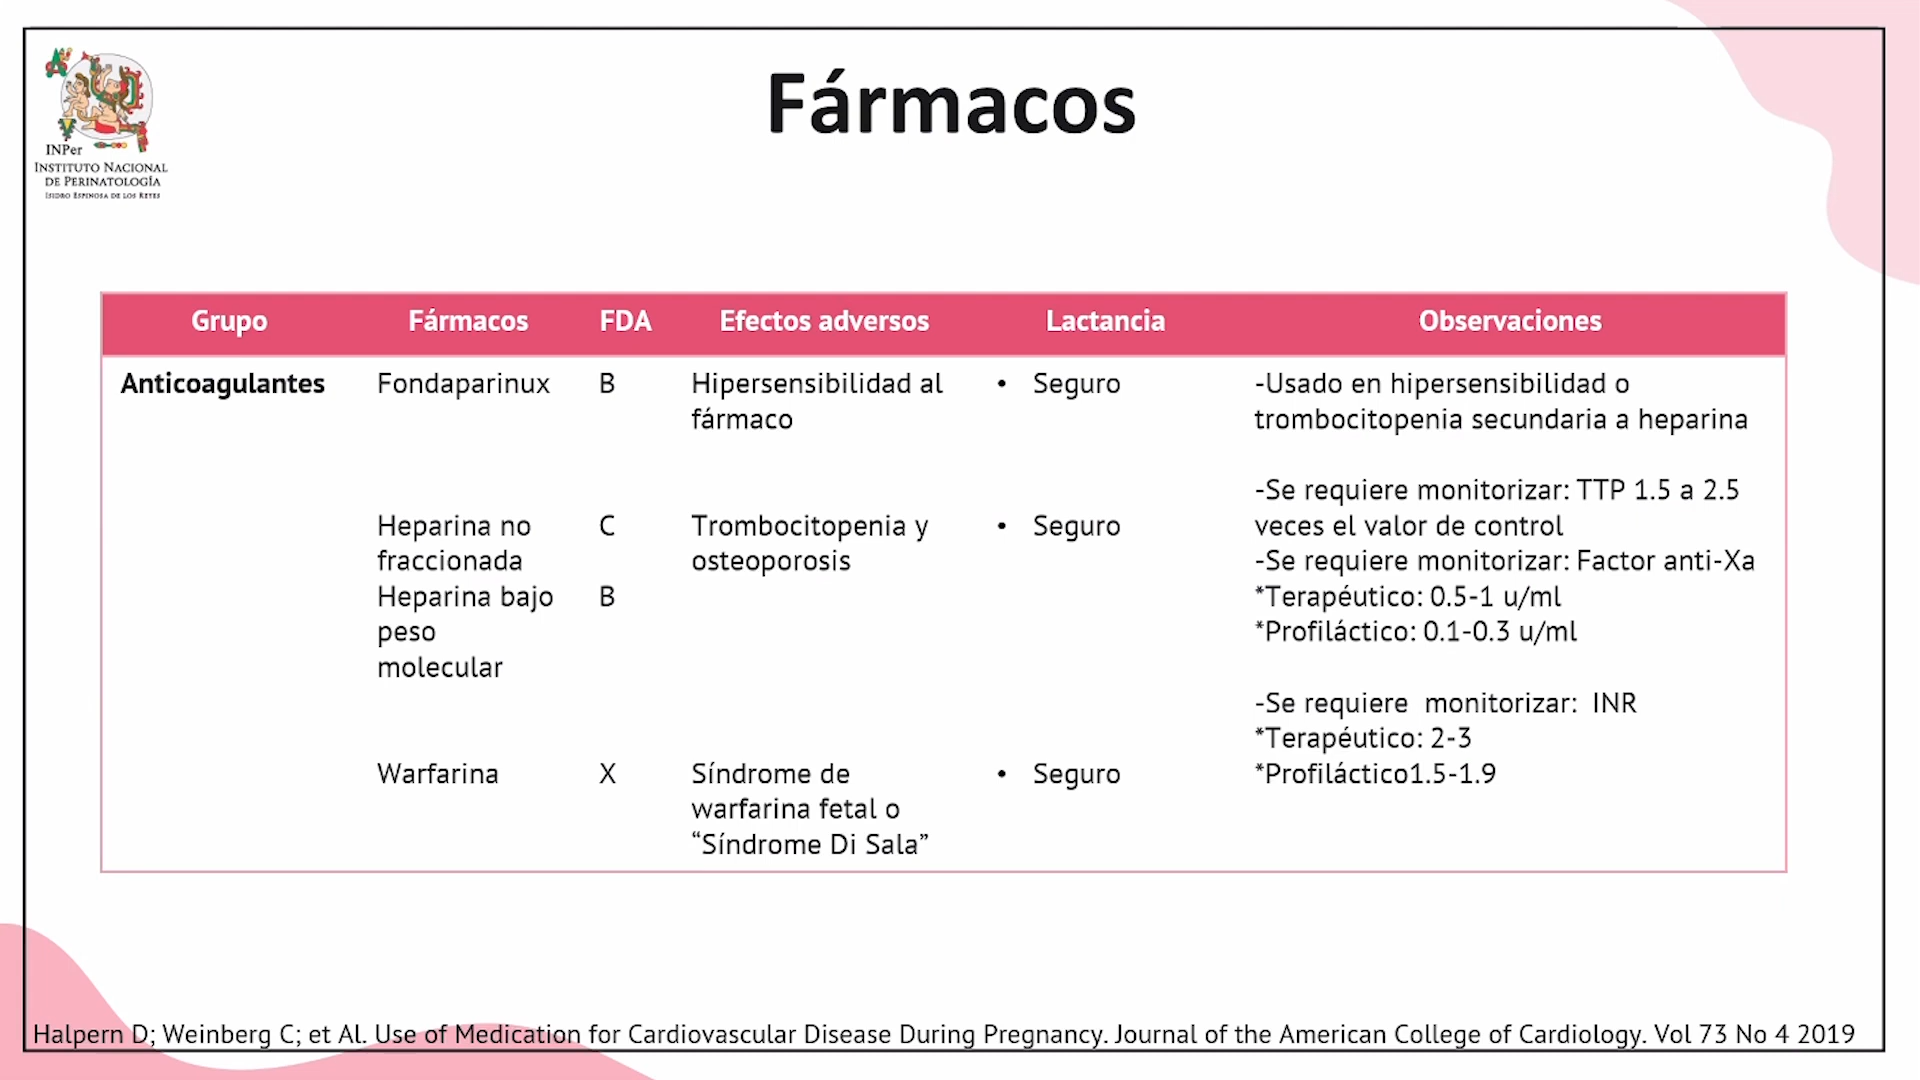 INPer
INSTITUTO NACIONAL
DE PERINATOLOGÍA
ISIDRO ESPINOSA DE LOS REYES
Fármacos
Grupo Fármacos FDA Efectos adversos Lactancia Observaciones
Anticoagulantes Fondaparinux B Hipersensibilidad al • Seguro -Usado en hipersensibilidad o
fármaco trombocitopenia secundaria a heparina
-Se requiere monitorizar: TTP 1.5 a 2.5
Heparina no C Trombocitopenia y • Seguro veces el valor de control
fraccionada osteoporosis -Se requiere monitorizar: Factor anti-Xa
Heparina bajo B *Terapéutico: 0.5-1 u/ml
peso *Profiláctico: 0.1-0.3 u/ml
molecular
-Se requiere monitorizar: INR
*Terapéutico: 2-3
Warfarina X Síndrome de • Seguro *Profiláctico1.5-1.9
warfarina fetal o
“Síndrome Di Sala”
Halpern D; Weinberg C; et Al. Use of Medication for Cardiovascular Disease During Pregnancy. Journal of the American College of Cardiology. Vol 73 No 4 2019